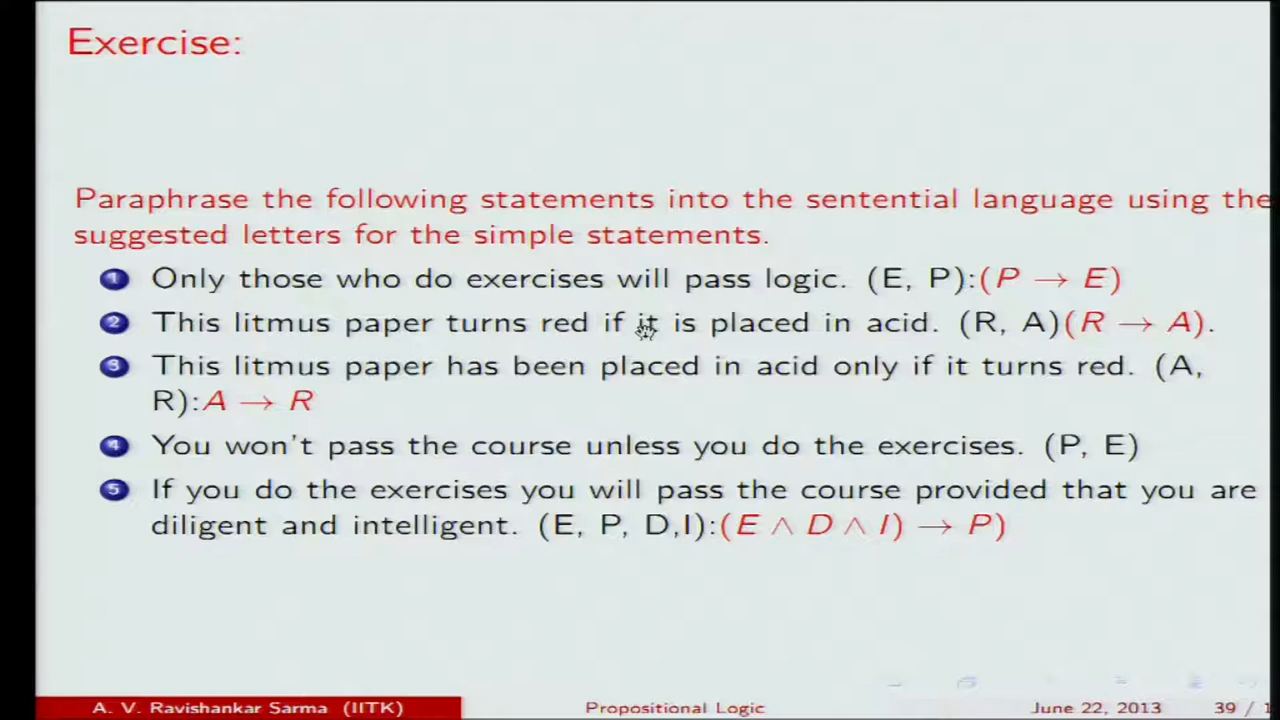 Exercise:
Paraphrase the following statements into the sentential language using the
suggested letters for the simple statements.
1 Only those who do exercises will pass logic. (E, P):(P → E)
2 This litmus paper turns red if it is placed in acid. (R, A)(R → A).
3 This litmus paper has been placed in acid only if it turns red. (A,
R):A → R
4 You won't pass the course unless you do the exercises. (P, E)
5 If you do the exercises you will pass the course provided that you are
diligent and intelligent. (E, P, D,I):(E ∧ D ∧ I) → P)
A. V. Ravishankar Sarma (IITK) Propositional Logic June 22, 2013 39 / 1